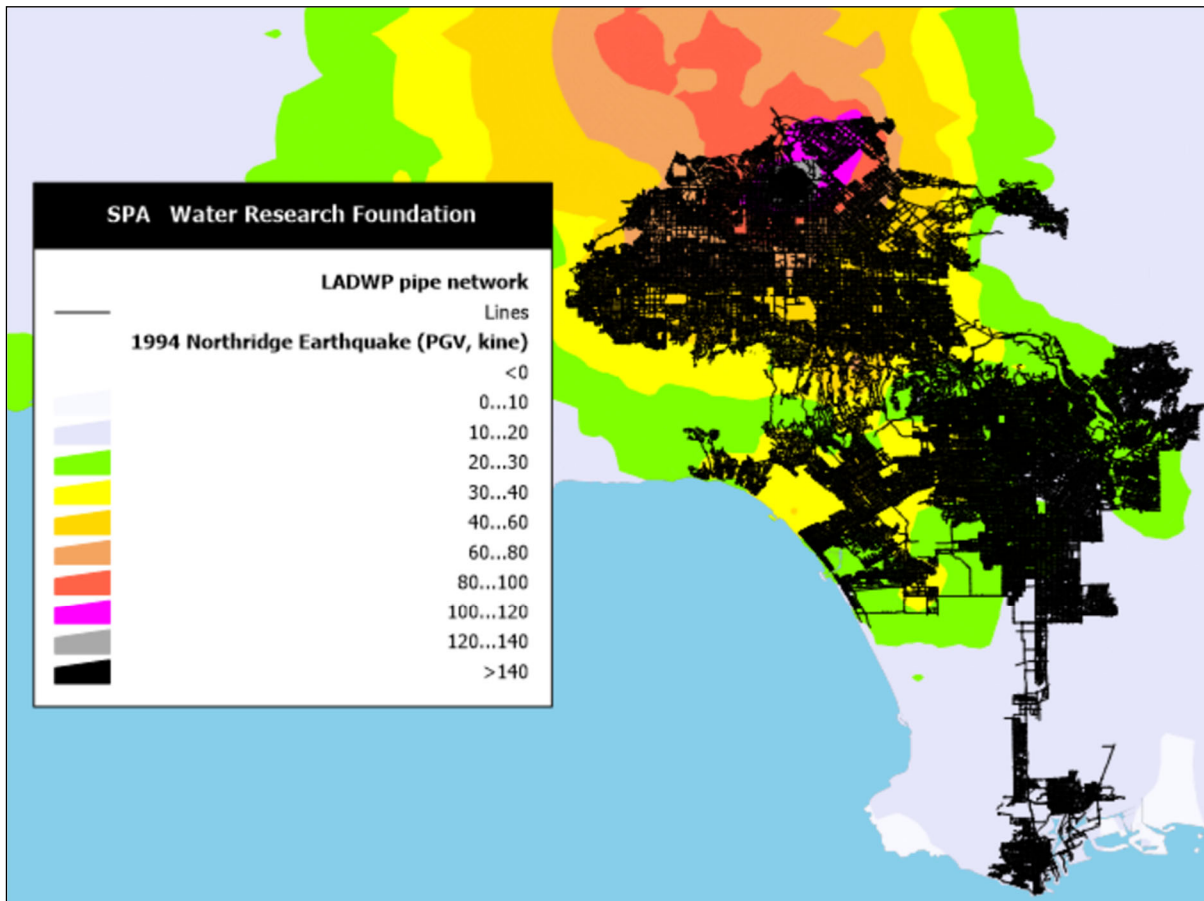 SPA Water Research Foundation
LADWP pipe network
Lines
1994 Northridge Earthquake (PGV, kine)
<0
0...10
10...20
20...30
30...40
40...60
60...80
80...100
100...120
120...140
>140